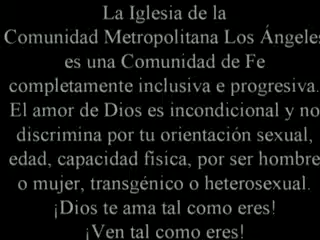 La Iglesia de la
Comunidad Metropolitana Los Ángeles
es una Comunidad de Fe
completamente inclusiva e progresiva.
El amor de Dios es incondicional y no
discrimina por tu orientación sexual,
edad, capacidad física, por ser hombre
o mujer, transgénico o heterosexual.
¡Dios te ama tal como eres!
¡Ven tal como eres!